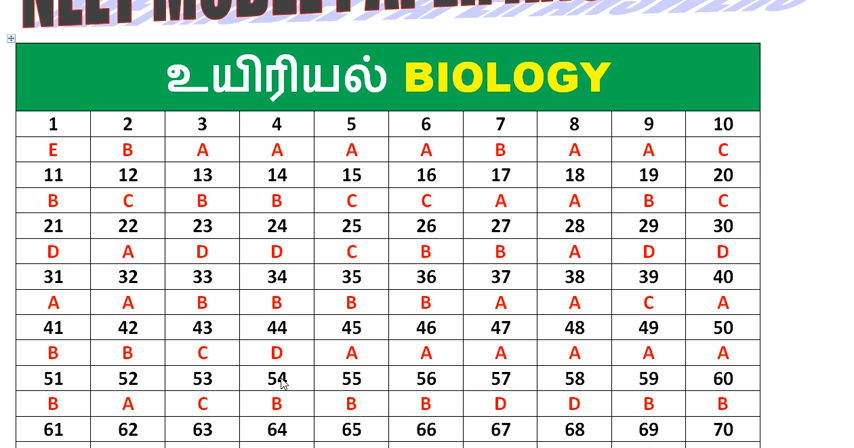 NEET MODEL PAPER
உயிரியல் BIOLOGY
1 2 3 4 5 6 7 8 9 10
E B A A A A B A A C
11 12 13 14 15 16 17 18 19 20
B C B B C C A A B C
21 22 23 24 25 26 27 28 29 30
D A D D C B B A D D
31 32 33 34 35 36 37 38 39 40
A A B B B B A A C A
41 42 43 44 45 46 47 48 49 50
B B C D A A A A A A
51 52 53 54 55 56 57 58 59 60
B A C B B B D D B B
61 62 63 64 65 66 67 68 69 70